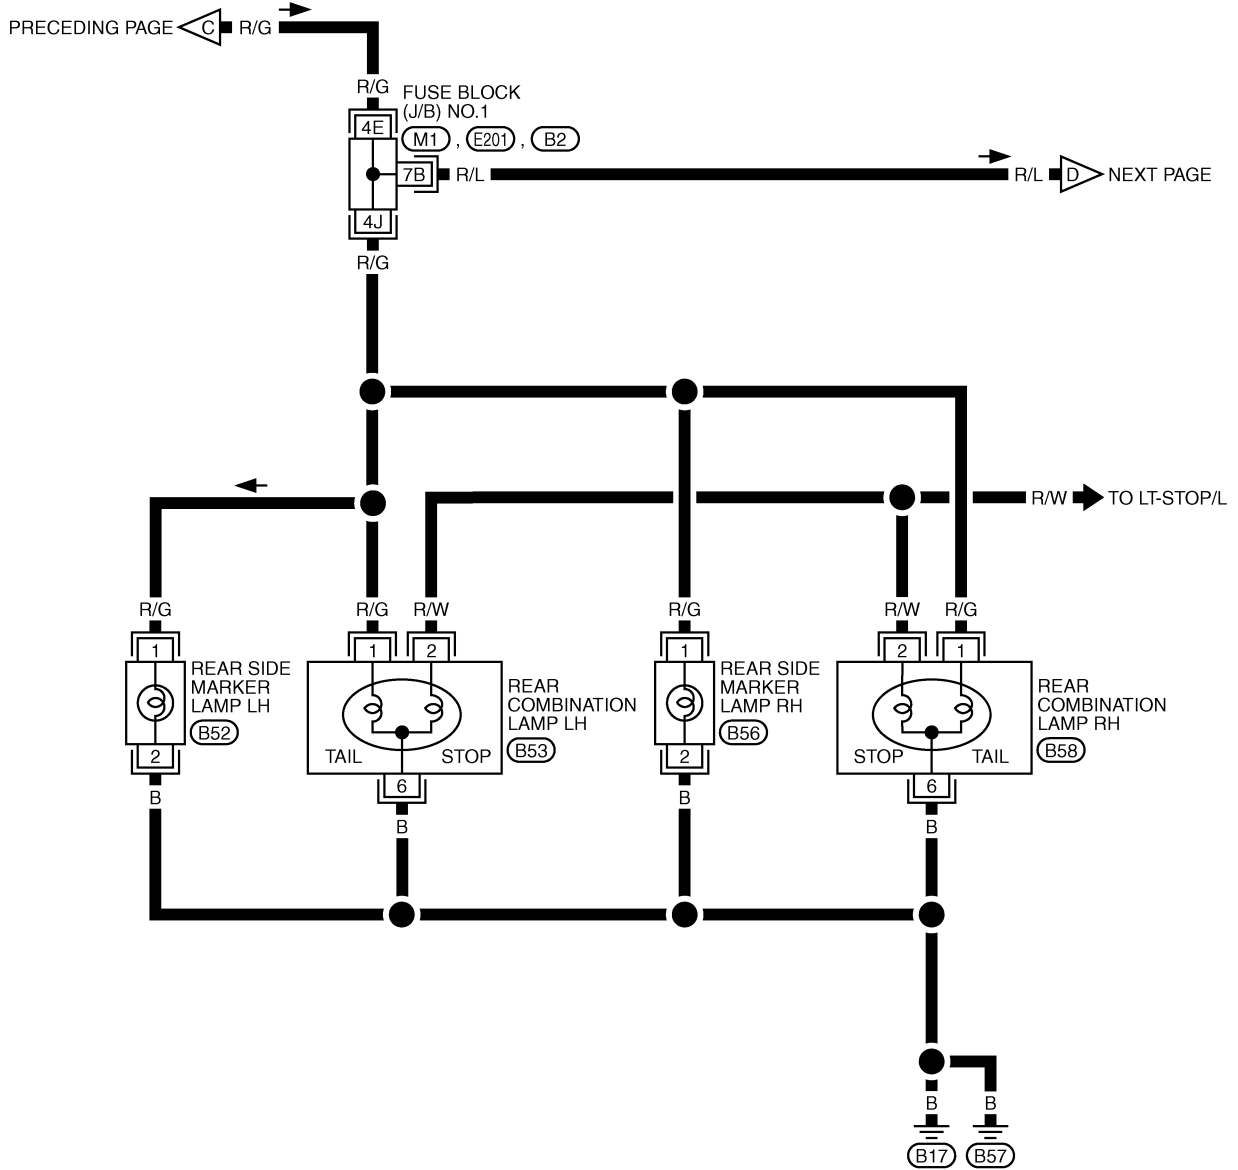 PRECEDING PAGE C R/G
R/G
FUSE BLOCK
(J/B) NO.1
4E
M1 , E201 , B2
7B R/L R/L D NEXT PAGE
4J
R/G
R/W TO LT-STOP/L
R/G R/G R/W R/G R/W R/G
1 1 2 1 2 1
REAR SIDE
MARKER
LAMP LH
B52
REAR
COMBINATION
LAMP LH
B53
REAR SIDE
MARKER
LAMP RH
B56
REAR
COMBINATION
LAMP RH
B58
TAIL STOP
STOP TAIL
2 6 2 6
B B B B
B B
B17 B57